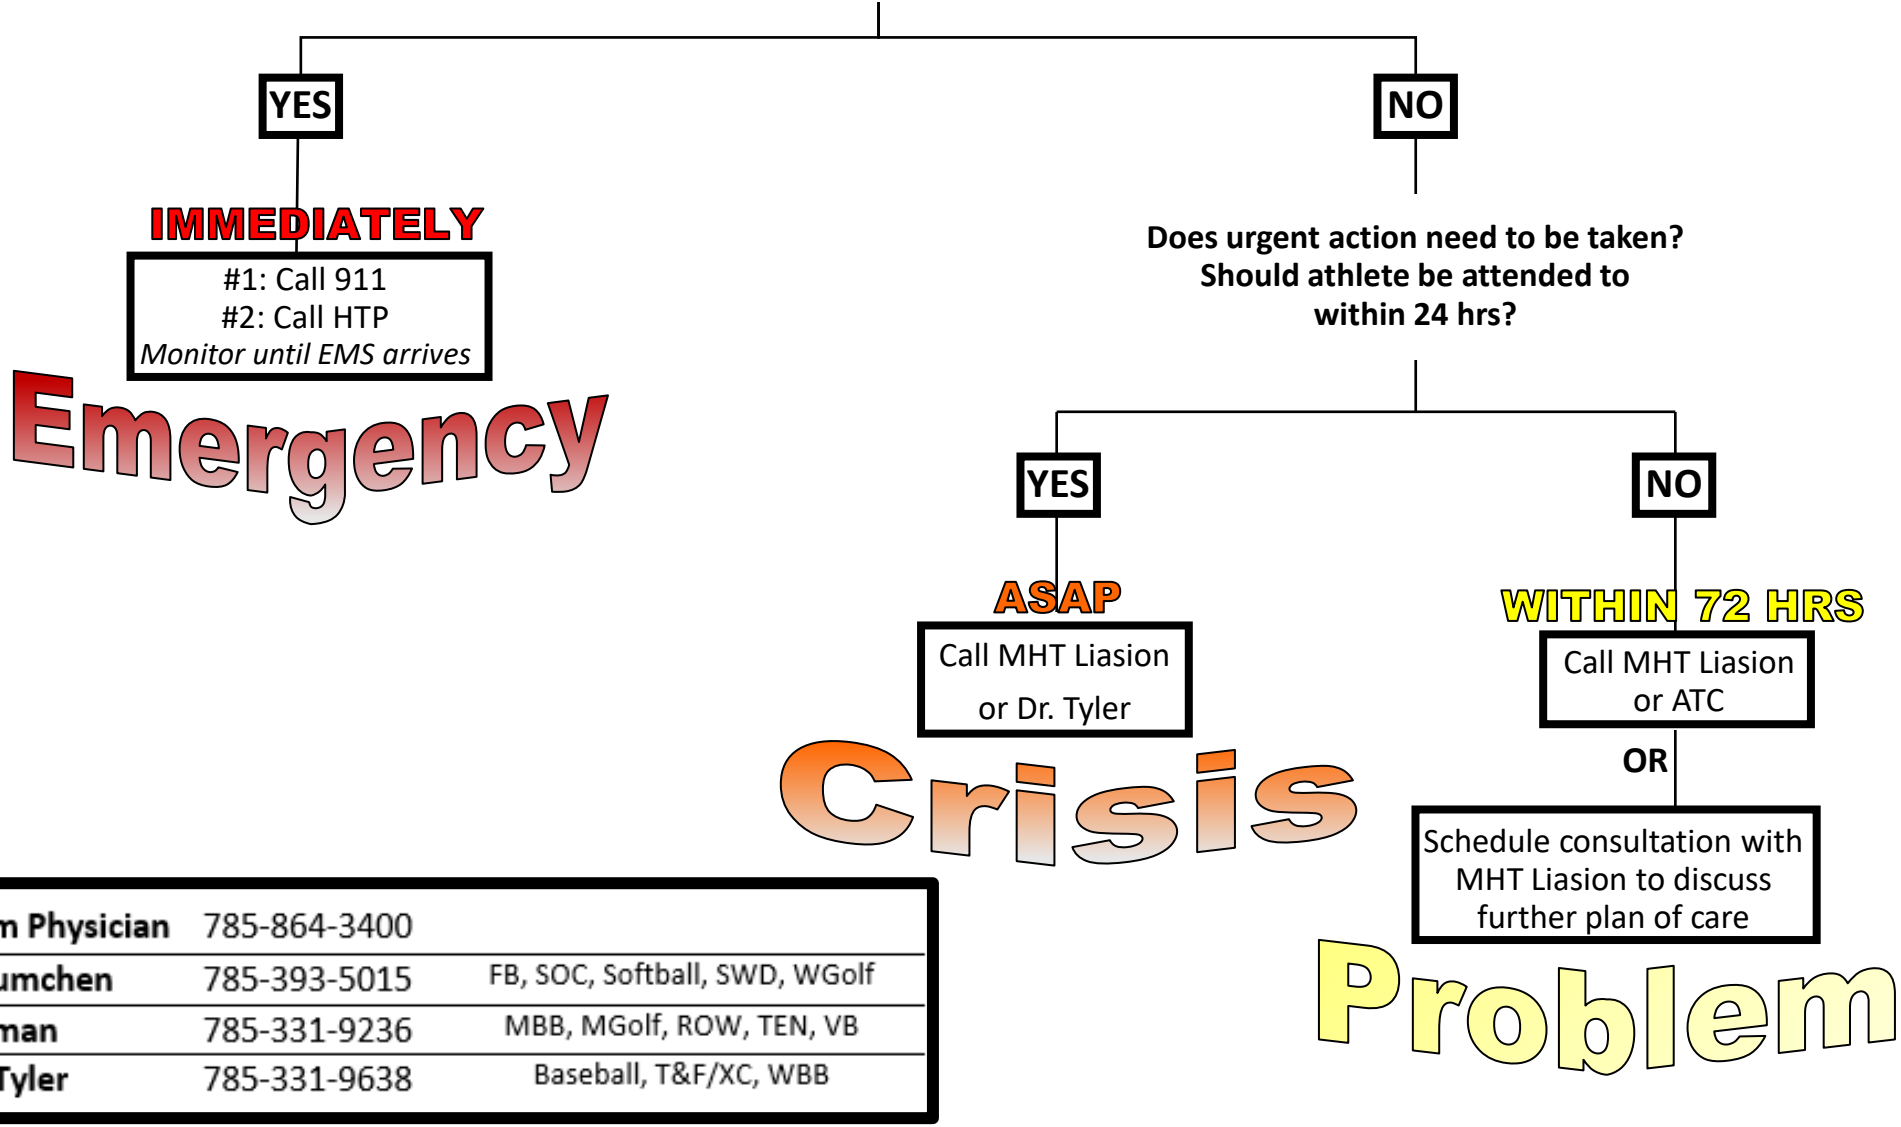 YES
NO
IMMEDIATELY
#1: Call 911
#2: Call HTP
Monitor until EMS arrives
Emergency
Does urgent action need to be taken?
Should athlete be attended to
within 24 hrs?
YES
NO
ASAP
Call MHT Liasion
or Dr. Tyler
Crisis
WITHIN 72 HRS
Call MHT Liasion
or ATC
OR
Schedule consultation with
MHT Liasion to discuss
further plan of care
Problem
m Physician 785-864-3400
umchen 785-393-5015 FB, SOC, Softball, SWD, WGolf
man 785-331-9236 MBB, MGolf, ROW, TEN, VB
Tyler 785-331-9638 Baseball, T&F/XC, WBB